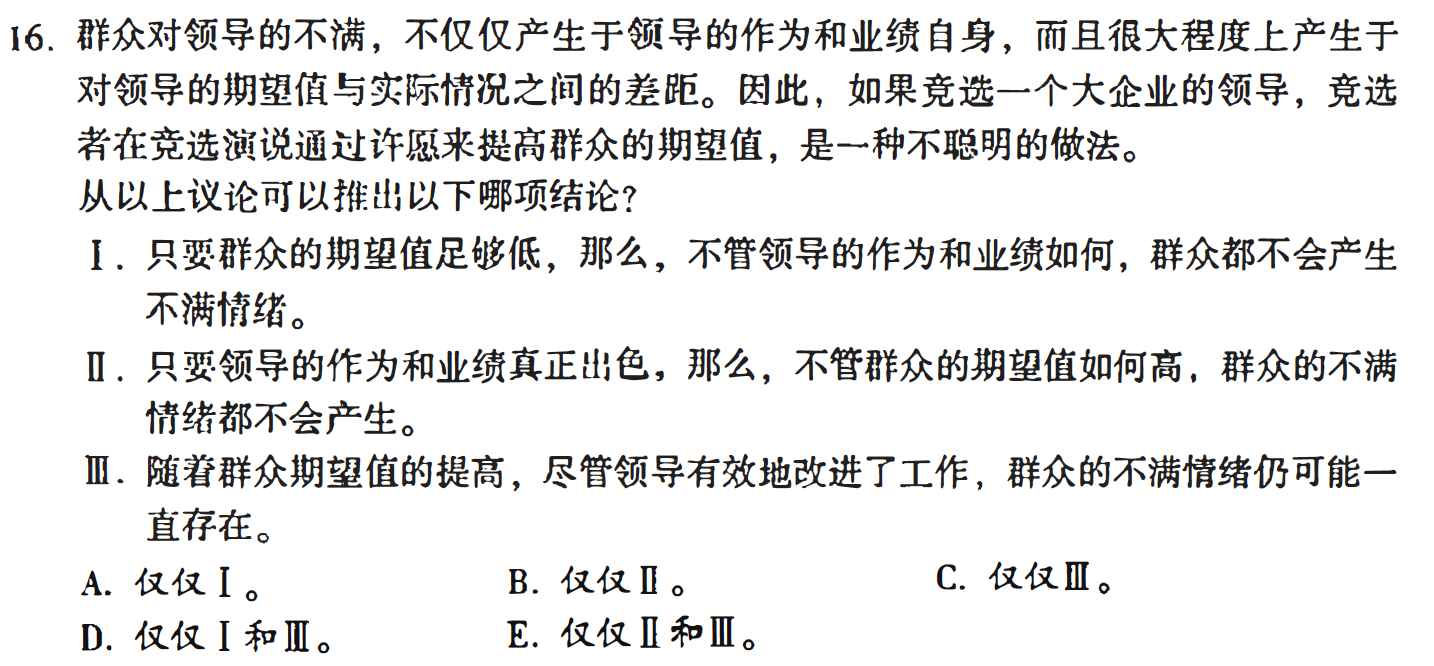 16. 群众对领导的不满，不仅仅产生于领导的作为和业绩自身，而且很大程度上产生于
对领导的期望值与实际情况之间的差距。因此，如果竞选一个大企业的领导，竞选
者在竞选演说通过许愿来提高群众的期望值，是一种不聪明的做法。
从以上议论可以推出以下哪项结论？
Ⅰ. 只要群众的期望值足够低，那么，不管领导的作为和业绩如何，群众都不会产生
不满情绪。
Ⅱ. 只要领导的作为和业绩真正出色，那么，不管群众的期望值如何高，群众的不满
情绪都不会产生。
Ⅲ. 随着群众期望值的提高，尽管领导有效地改进了工作，群众的不满情绪仍可能一
直存在。
A. 仅仅Ⅰ。 B. 仅仅Ⅱ。 C. 仅仅Ⅲ。
D. 仅仅Ⅰ和Ⅲ。 E. 仅仅Ⅱ和Ⅲ。